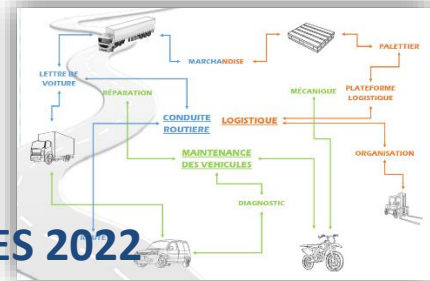 MARCHANDISE
PALETTIER
LETTRE DE
VOITURE
RÉPARATION
MÉCANIQUE
PLATEFORME
LOGISTIQUE
CONDUITE
ROUTIERE
LOGISTIQUE
MAINTENANCE
DES VEHICULES
ORGANISATION
DIAGNOSTIC
ROUTE
ES 2022